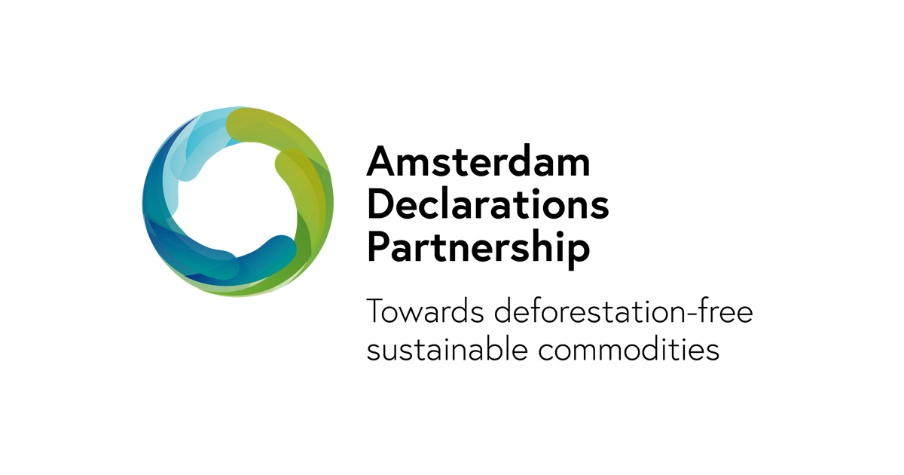 Amsterdam
Declarations
Partnership
Towards deforestation-free
sustainable commodities